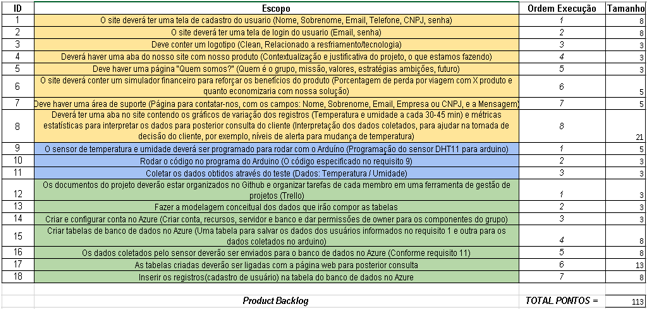 ID Escopo Ordem Execução Tamanho
1 O site deverá ter uma tela de cadastro do usuario (Nome, Sobrenome, Email, Telefone, CNPJ, senha) 1 8
2 O site deverá ter uma tela de login do usuario (Email, senha) 2 8
3 Deve conter um logotipo (Clean, Relacionado a resfriamento/tecnologia) 3 3
4 Deverá haver uma aba do nosso site com nosso produto (Contextualização e justificativa do projeto, o que estamos fazendo) 4 3
5 Deve haver uma página "Quem somos?" (Quem é o grupo, missão, valores, estratégias ambições, futuro) 5 3
6 O site deverá conter um simulador financeiro para reforçar os benefícios do produto (Porcentagem de perda por viagem com X produto e
quanto economizaria com nossa solução) 6 5
7 Deve haver uma área de suporte (Página para contatar-nos, com os campos: Nome, Sobrenome, Email, Empresa ou CNPJ, e a Mensagem) 7 5
8 Deverá ter uma aba no site contendo os gráficos de variação dos registros (Temperatura e umidade a cada 30-45 min) e métricas
estatísticas para interpretar os dados para posterior consulta do cliente (Interpretação dos dados coletados, para ajudar na tomada de
decisão do cliente, por exemplo, níveis de alerta para mudança de temperatura) 8 21
9 O sensor de temperatura e umidade deverá ser programado para rodar com o Arduíno (Programação do sensor DHT11 para arduino) 1 5
10 Rodar o código no programa do Arduino (O código especificado no requisito 9) 2 3
11 Coletar os dados obtidos através do teste (Dados: Temperatura / Umidade) 3 3
12 Os documentos do projeto deverão estar organizados no Github e organizar tarefas de cada membro em uma ferramenta de gestão de
projetos (Trello) 1 3
13 Fazer a modelagem conceitual dos dados que irão compor as tabelas 2 3
14 Criar e configurar conta no Azure (Criar conta, recursos, servidor e banco e dar permissões de owner para os componentes do grupo) 3 3
15 Criar tabelas de banco de dados no Azure (Uma tabela para salvar os dados dos usuários informados no requisito 1 e outra para os
dados coletados no arduino) 4 8
16 Os dados coletados pelo sensor deverão ser enviados para o banco de dados no Azure (Conforme requisito 11) 5 8
17 As tabelas criadas deverão ser ligadas com a página web para posterior consulta 6 13
18 Inserir os registros(cadastro de usuário) na tabela do banco de dados no Azure 7 8
Product Backlog TOTAL PONTOS = 113